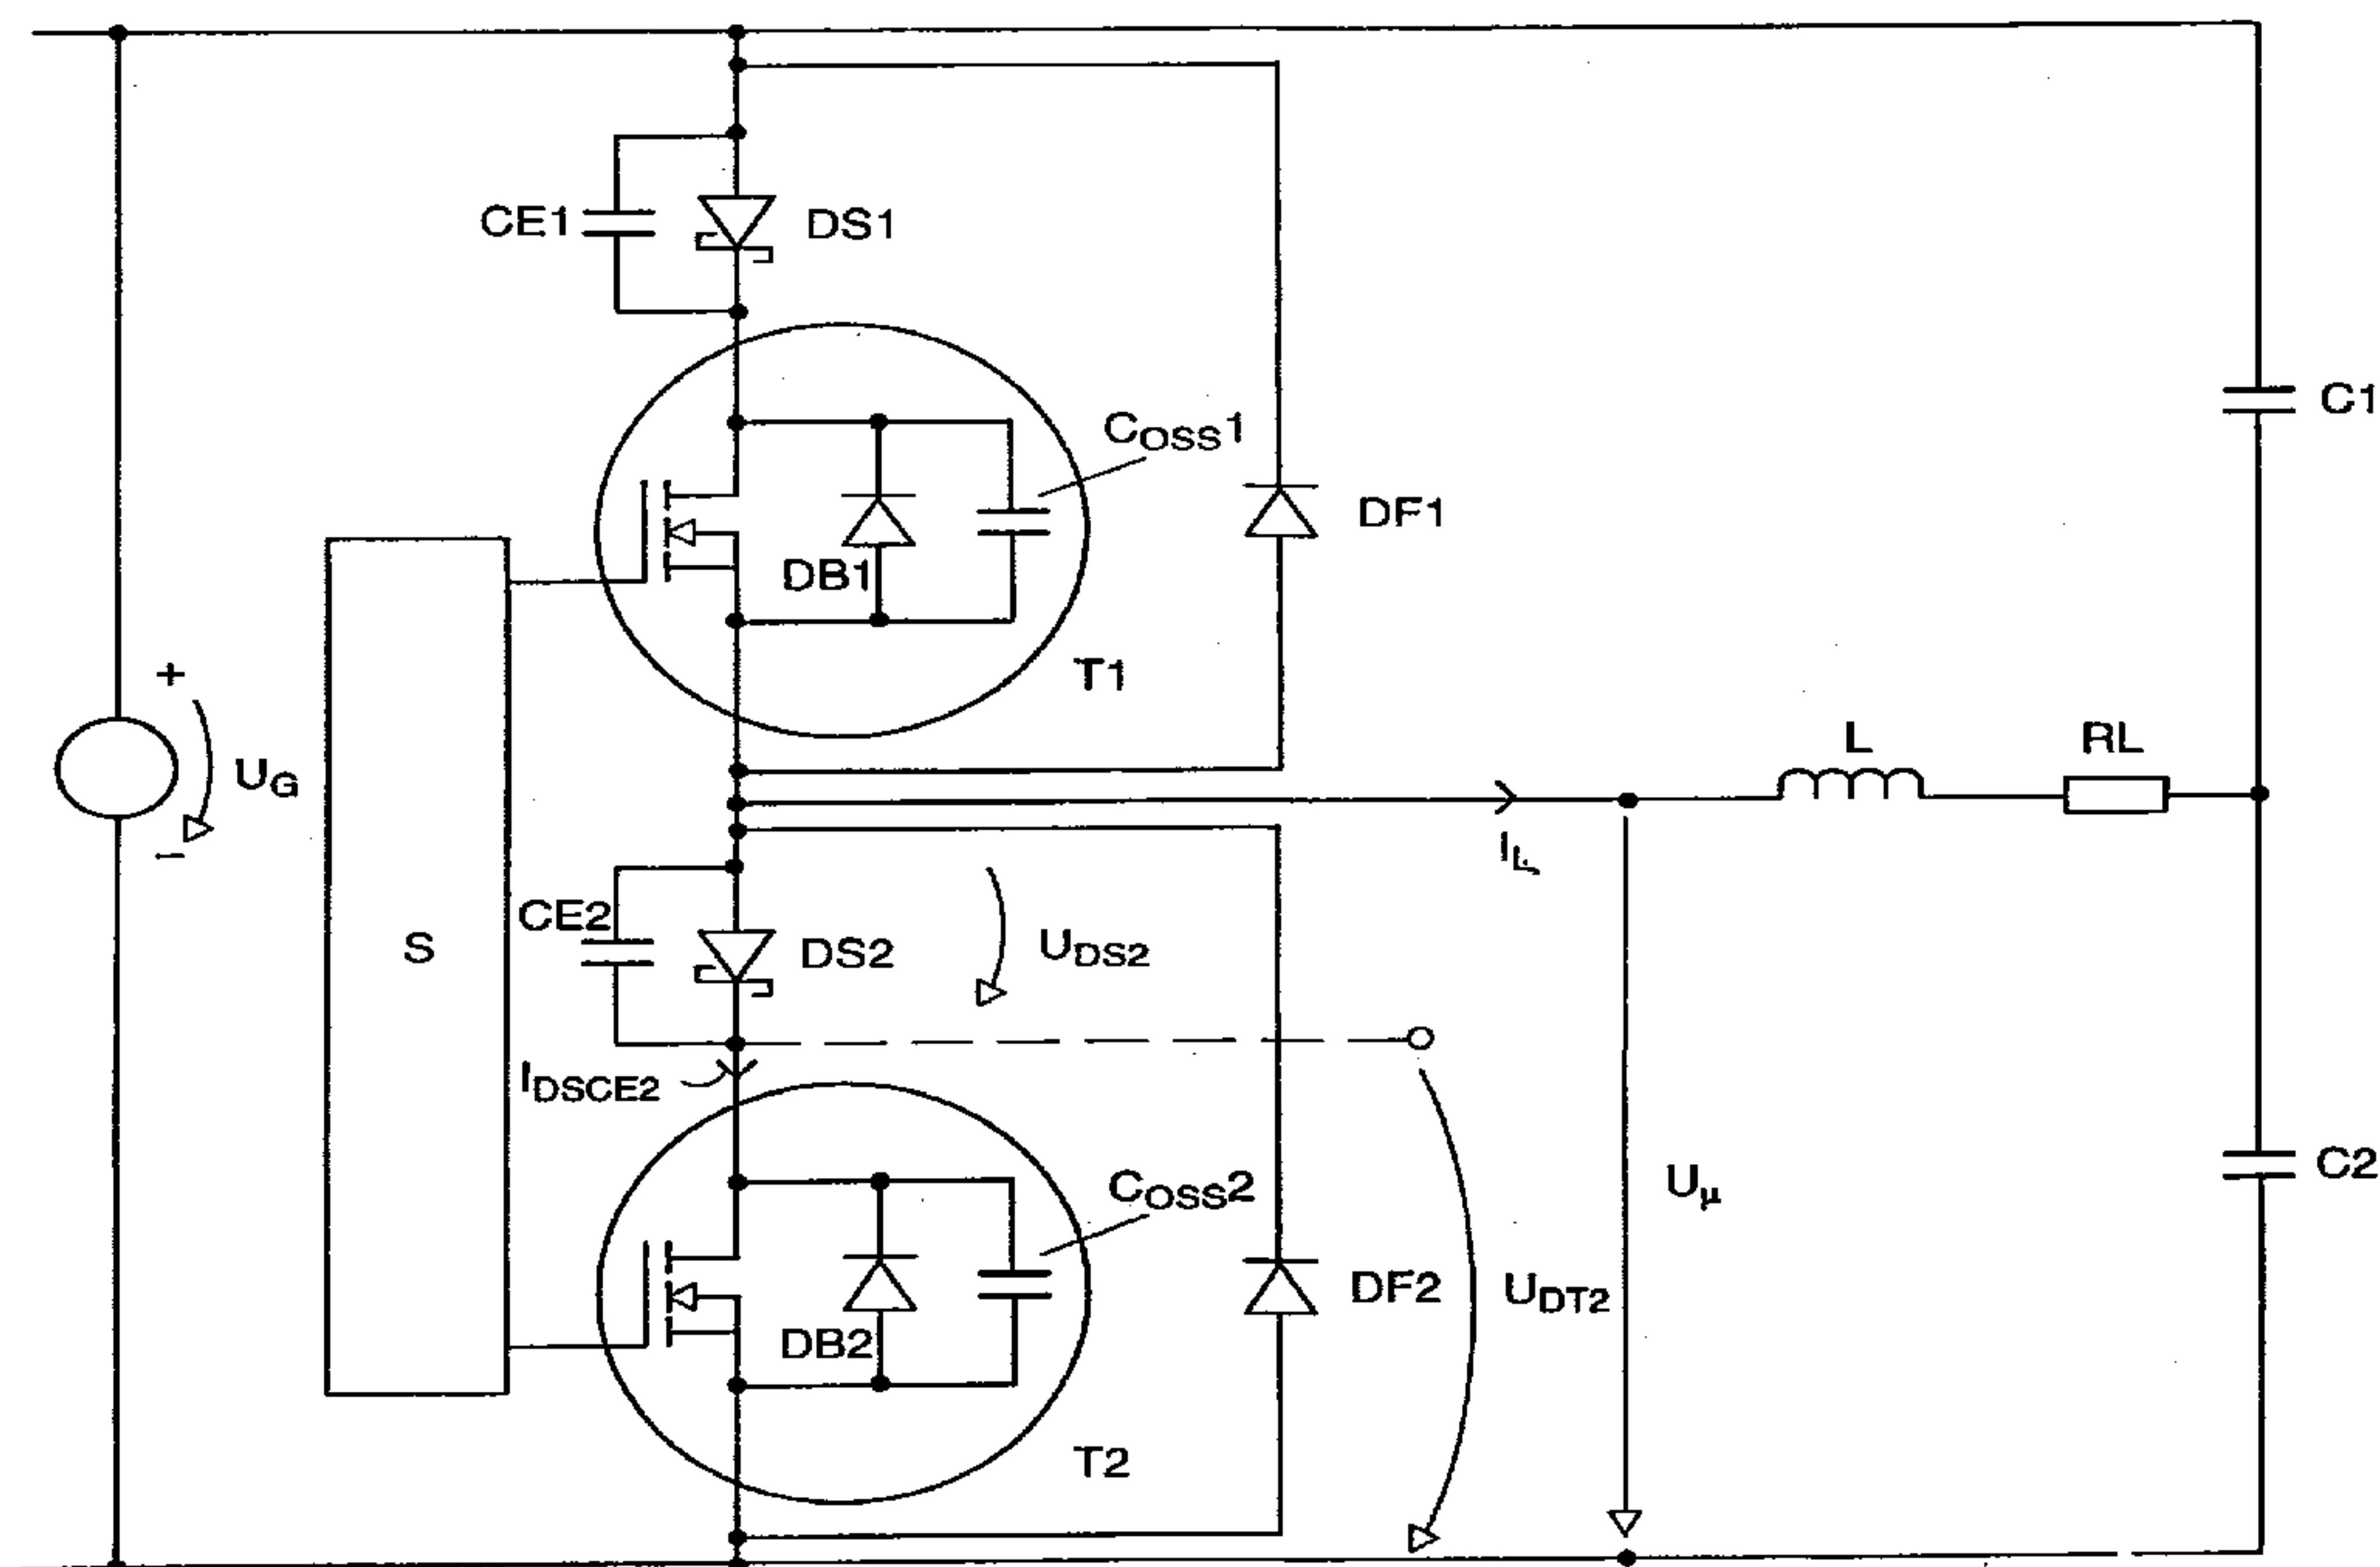 CE1
DS1
COSS1
C1
DF1
DB1
T1
+
UG
−
L
RL
IL
CE2
S
DS2
UDS2
IDSCE2
COSS2
Uμ
C2
DF2
UDT2
DB2
T2